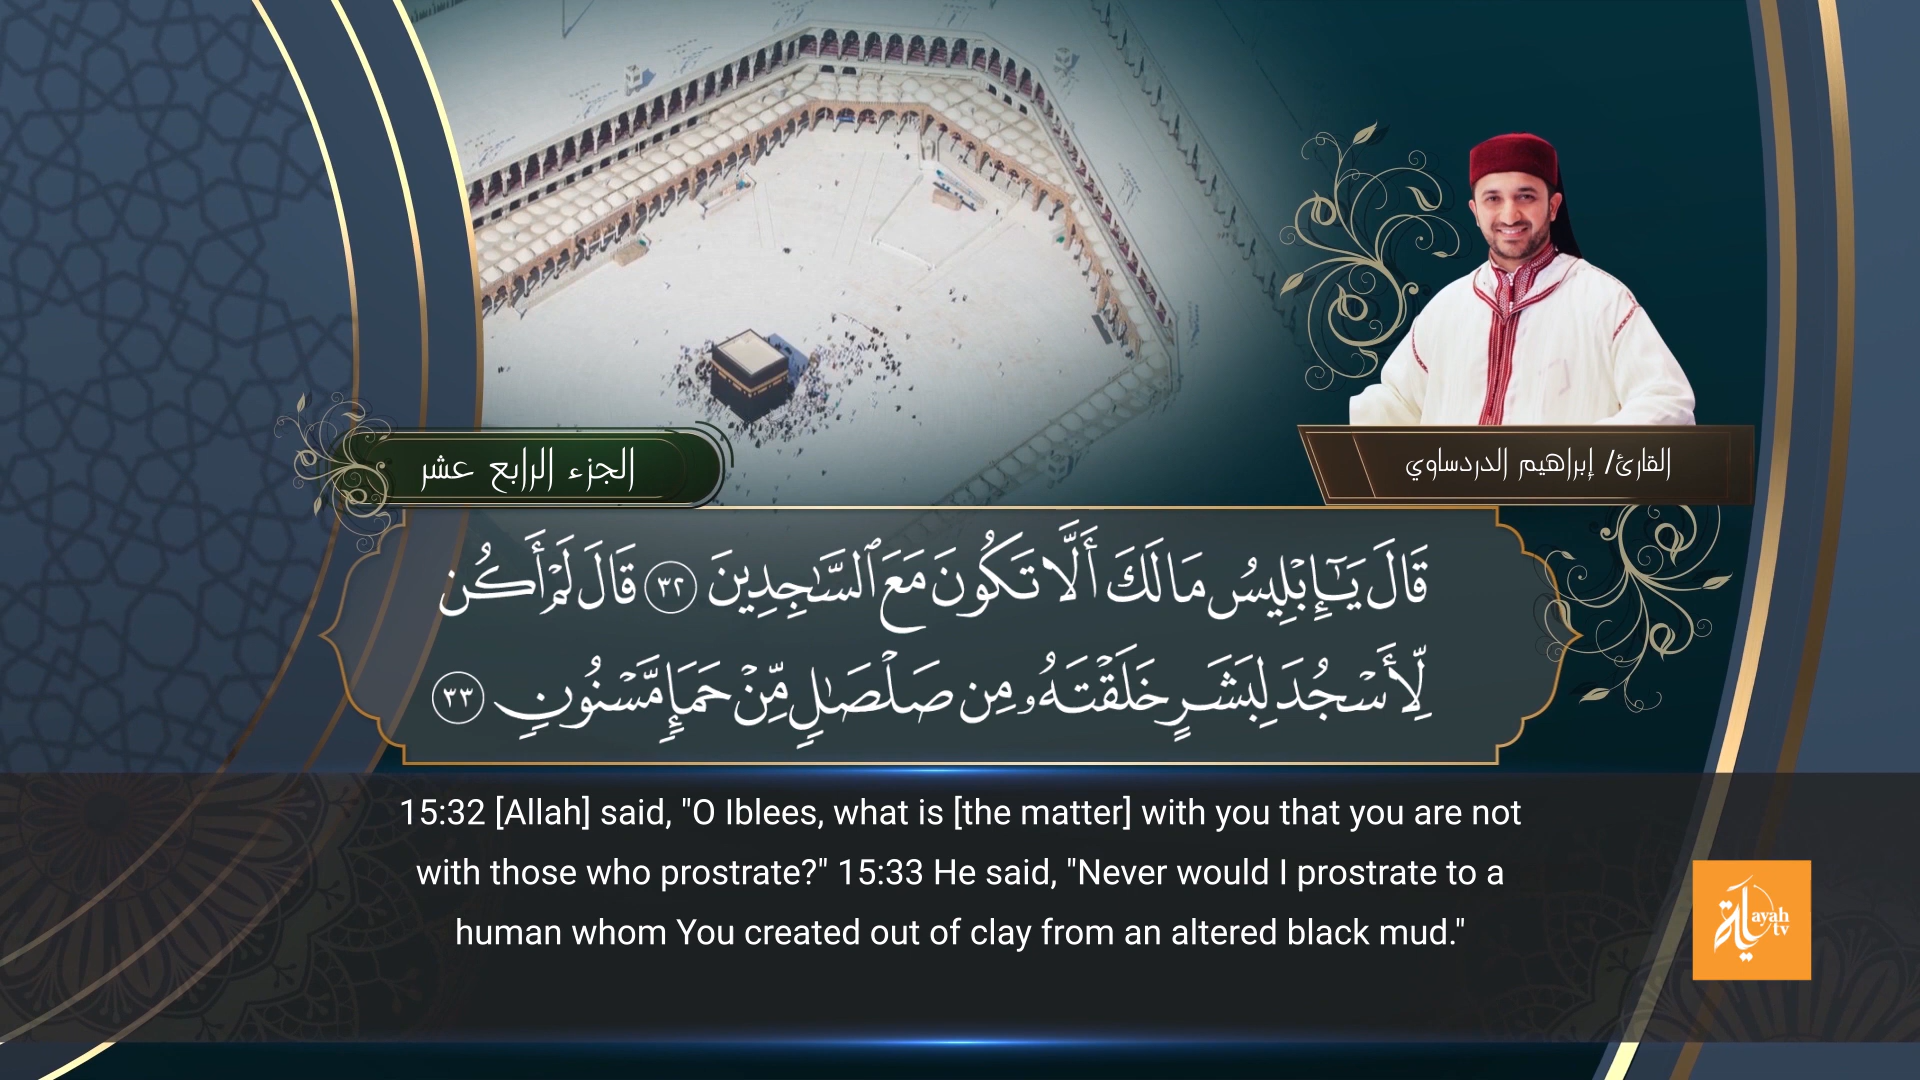 القارئ/ إبراهيم الدردساوي
الجزء الرابع عشر
قَالَ يَـٰٓإِبْلِيسُ مَا لَكَ أَلَّا تَكُونَ مَعَ ٱلسَّـٰجِدِينَ ٣٢ قَالَ لَمْ أَكُن
لِّأَسْجُدَ لِبَشَرٍ خَلَقْتَهُۥ مِن صَلْصَـٰلٍ مِّنْ حَمَإٍ مَّسْنُونٍ ٣٣
15:32 [Allah] said, "O Iblees, what is [the matter] with you that you are not
with those who prostrate?" 15:33 He said, "Never would I prostrate to a
human whom You created out of clay from an altered black mud."
آية
ayah
tv